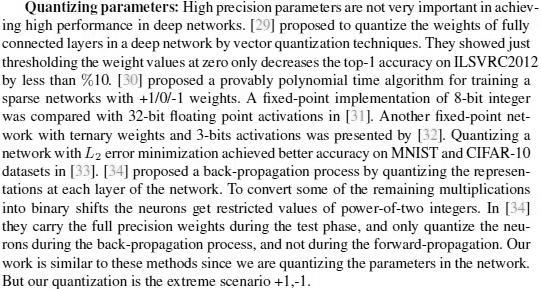 Quantizing parameters: High precision parameters are not very important in achiev-
ing high performance in deep networks. [29] proposed to quantize the weights of fully
connected layers in a deep network by vector quantization techniques. They showed just
thresholding the weight values at zero only decreases the top-1 accuracy on ILSVRC2012
by less than %10. [30] proposed a provably polynomial time algorithm for training a
sparse networks with +1/0/-1 weights. A fixed-point implementation of 8-bit integer
was compared with 32-bit floating point activations in [31]. Another fixed-point net-
work with ternary weights and 3-bits activations was presented by [32]. Quantizing a
network with L₂ error minimization achieved better accuracy on MNIST and CIFAR-10
datasets in [33]. [34] proposed a back-propagation process by quantizing the represen-
tations at each layer of the network. To convert some of the remaining multiplications
into binary shifts the neurons get restricted values of power-of-two integers. In [34]
they carry the full precision weights during the test phase, and only quantize the neu-
rons during the back-propagation process, and not during the forward-propagation. Our
work is similar to these methods since we are quantizing the parameters in the network.
But our quantization is the extreme scenario +1,-1.